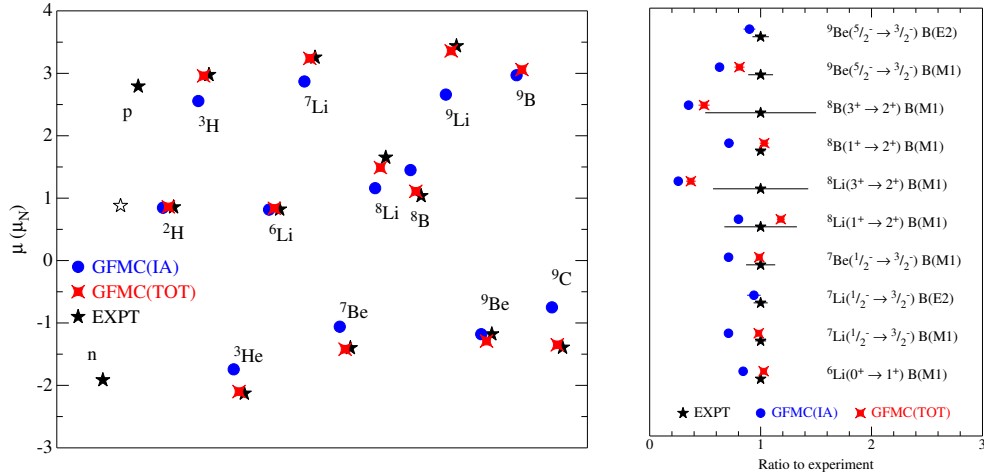 4
3
2
1
0
-1
-2
-3
μ (μ_N)
p
³H
⁷Li
⁹Li
⁹B
²H
⁶Li
⁸Li
⁸B
GFMC(IA)
GFMC(TOT)
EXPT
n
³He
⁷Be
⁹Be
⁹C
⁹Be(⁵/₂⁻ → ³/₂⁻) B(E2)
⁹Be(⁵/₂⁻ → ³/₂⁻) B(M1)
⁸B(3⁺ → 2⁺) B(M1)
⁸B(1⁺ → 2⁺) B(M1)
⁸Li(3⁺ → 2⁺) B(M1)
⁸Li(1⁺ → 2⁺) B(M1)
⁷Be(¹/₂⁻ → ³/₂⁻) B(M1)
⁷Li(¹/₂⁻ → ³/₂⁻) B(E2)
⁷Li(¹/₂⁻ → ³/₂⁻) B(M1)
⁶Li(0⁺ → 1⁺) B(M1)
EXPT GFMC(IA) GFMC(TOT)
0 1 2 3
Ratio to experiment